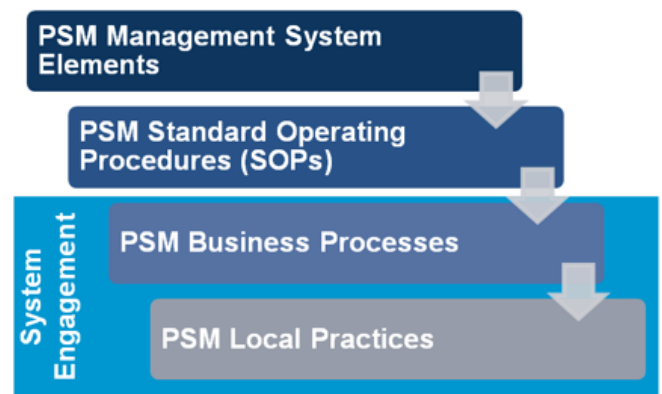 PSM Management System
Elements
PSM Standard Operating
Procedures (SOPs)
System
Engagement
PSM Business Processes
PSM Local Practices